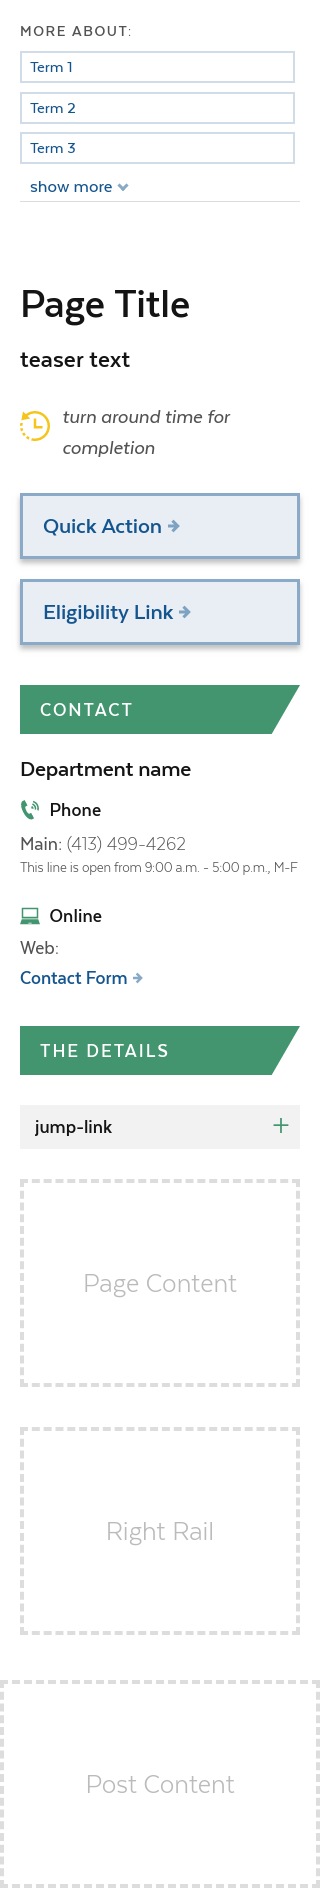 MORE ABOUT:
Term 1
Term 2
Term 3
show more
Page Title
teaser text
turn around time for
completion
Quick Action
Eligibility Link
CONTACT
Department name
Phone
Main: (413) 499-4262
This line is open from 9:00 a.m. - 5:00 p.m., M-F
Online
Web:
Contact Form
THE DETAILS
jump-link
Page Content
Right Rail
Post Content